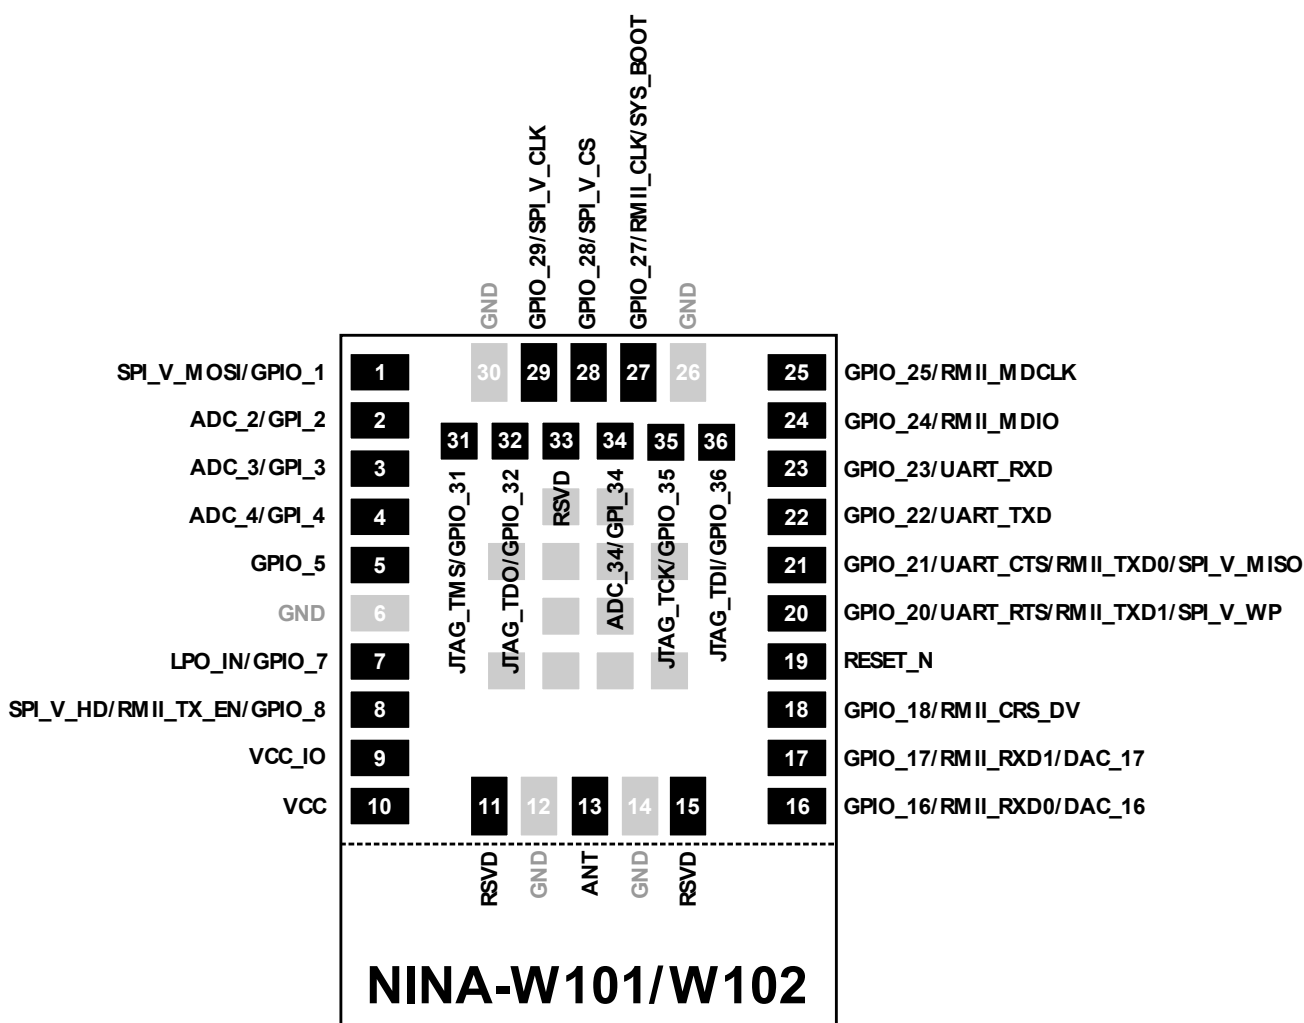 GND
GPIO_29/SPI_V_CLK
GPIO_28/SPI_V_CS
GPIO_27/RMII_CLK/SYS_BOOT
GND
30
29
28
27
26
SPI_V_MOSI/GPIO_1
1
ADC_2/GPI_2
2
ADC_3/GPI_3
3
ADC_4/GPI_4
4
GPIO_5
5
GND
6
LPO_IN/GPIO_7
7
SPI_V_HD/RMII_TX_EN/GPIO_8
8
VCC_IO
9
VCC
10
31
32
33
34
35
36
JTAG_TMS/GPIO_31
JTAG_TDO/GPIO_32
RSVD
ADC_34/GPI_34
JTAG_TCK/GPIO_35
JTAG_TDI/GPIO_36
25
GPIO_25/RMII_MDCLK
24
GPIO_24/RMII_MDIO
23
GPIO_23/UART_RXD
22
GPIO_22/UART_TXD
21
GPIO_21/UART_CTS/RMII_TXD0/SPI_V_MISO
20
GPIO_20/UART_RTS/RMII_TXD1/SPI_V_WP
19
RESET_N
18
GPIO_18/RMII_CRS_DV
17
GPIO_17/RMII_RXD1/DAC_17
16
GPIO_16/RMII_RXD0/DAC_16
11
12
13
14
15
RSVD
GND
ANT
GND
RSVD
NINA-W101/W102